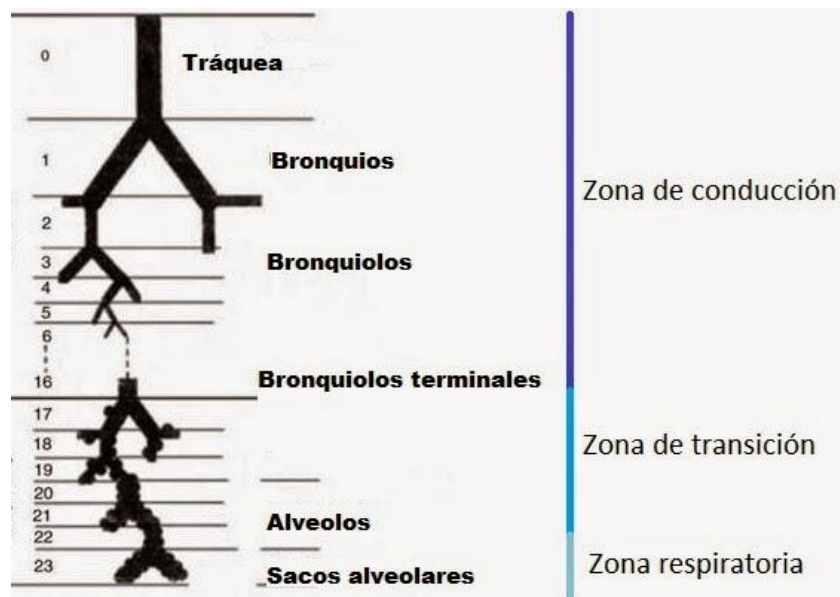 0
Tráquea
1
Bronquios
Zona de conducción
2
3
Bronquiolos
4
5
6
16
Bronquiolos terminales
17
18
Zona de transición
19
20
21
Alveolos
22
23
Sacos alveolares
Zona respiratoria